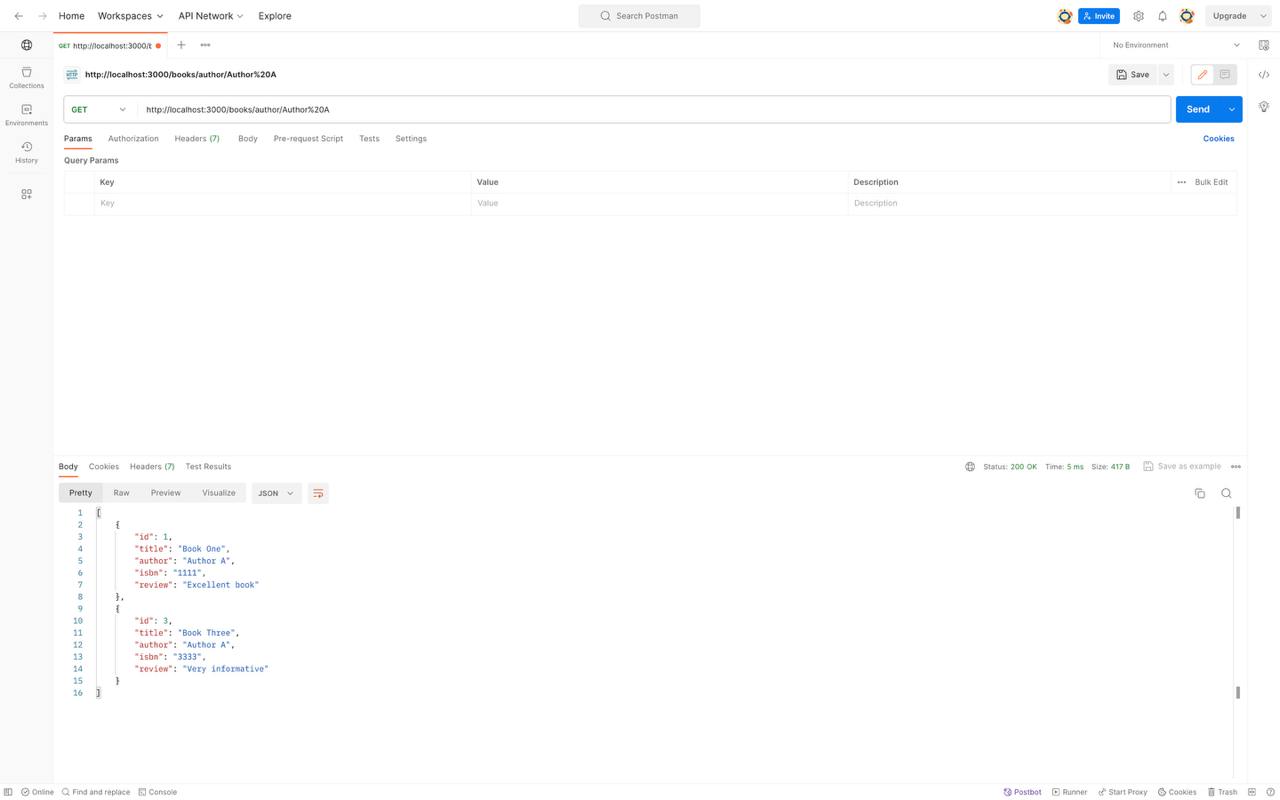 Home Workspaces API Network Explore Search Postman Invite Upgrade
GET http://localhost:3000/b No Environment
http://localhost:3000/books/author/Author%20A Save
Collections
GET http://localhost:3000/books/author/Author%20A Send
Environments
Params Authorization Headers (7) Body Pre-request Script Tests Settings Cookies
History
Query Params
Key Value Description Bulk Edit
Key Value Description
Body Cookies Headers (7) Test Results Status: 200 OK Time: 5 ms Size: 417 B Save as example
Pretty Raw Preview Visualize JSON
1 [
2 {
3 "id": 1,
4 "title": "Book One",
5 "author": "Author A",
6 "isbn": "1111",
7 "review": "Excellent book"
8 },
9 {
10 "id": 3,
11 "title": "Book Three",
12 "author": "Author A",
13 "isbn": "3333",
14 "review": "Very informative"
15 }
16 ]
Online Find and replace Console Postbot Runner Start Proxy Cookies Trash